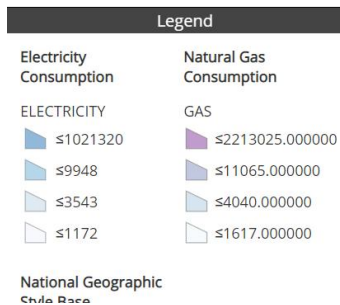 Legend
Electricity
Consumption
ELECTRICITY
≤1021320
≤9948
≤3543
≤1172
Natural Gas
Consumption
GAS
≤2213025.000000
≤11065.000000
≤4040.000000
≤1617.000000
National Geographic
Style Base